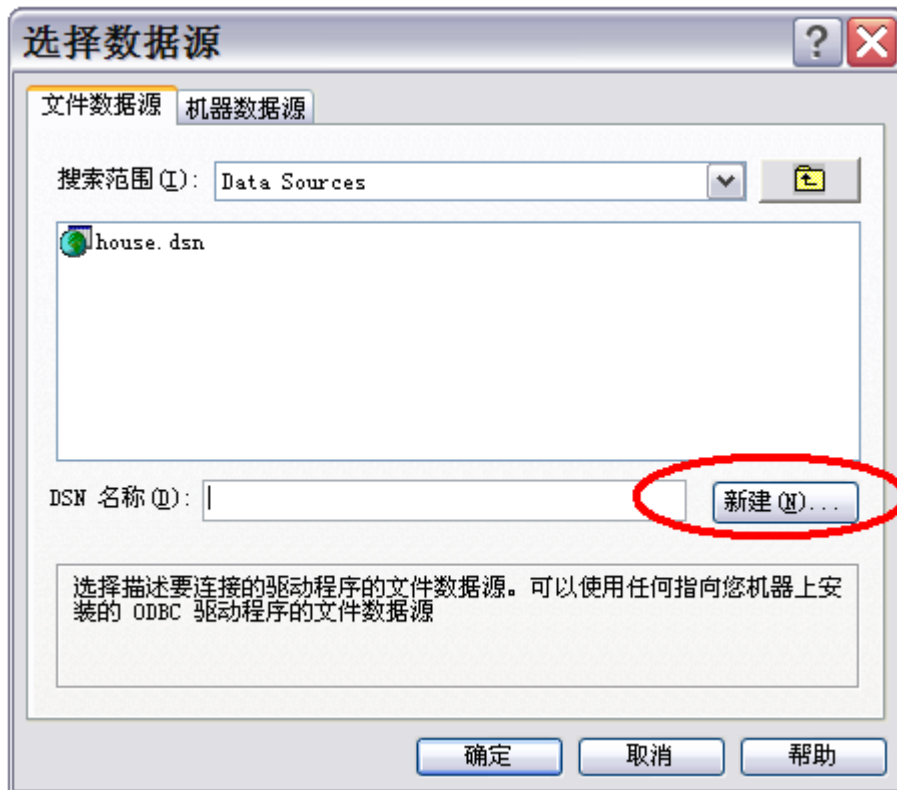 选择数据源
文件数据源 机器数据源
搜索范围(I): Data Sources
house.dsn
DSN 名称(D): 新建(N)...
选择描述要连接的驱动程序的文件数据源。可以使用任何指向您机器上安
装的 ODBC 驱动程序的文件数据源
确定 取消 帮助